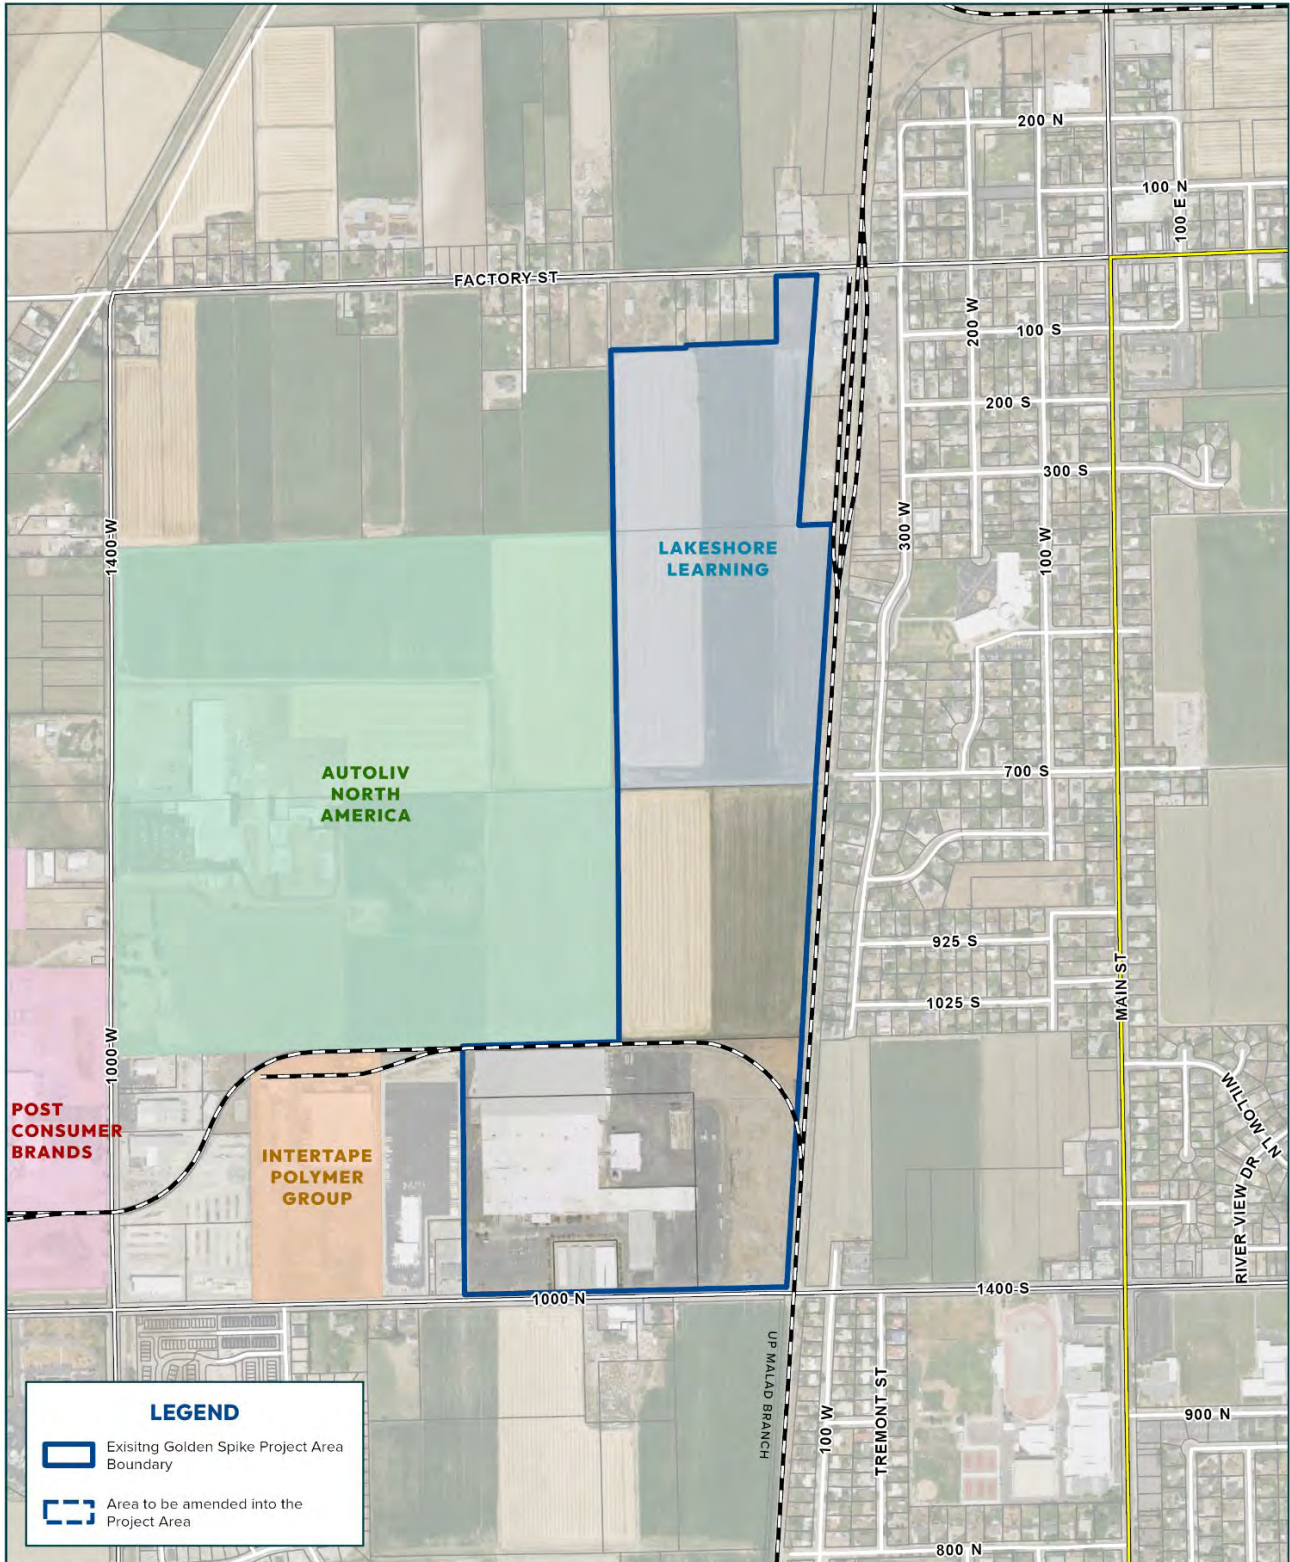 200 N
100 N
100 E
FACTORY ST
200 W
100 S
200 S
300 S
300 W
100 W
1400 W
LAKESHORE
LEARNING
700 S
AUTOLIV
NORTH
AMERICA
925 S
1025 S
MAIN ST
1000 W
POST
CONSUMER
BRANDS
INTERTAPE
POLYMER
GROUP
WILLOW LN
RIVER VIEW DR
1000 N
1400 S
UP MALAD BRANCH
100 W
TREMONT ST
900 N
800 N
LEGEND
Exisitng Golden Spike Project Area
Boundary
Area to be amended into the
Project Area